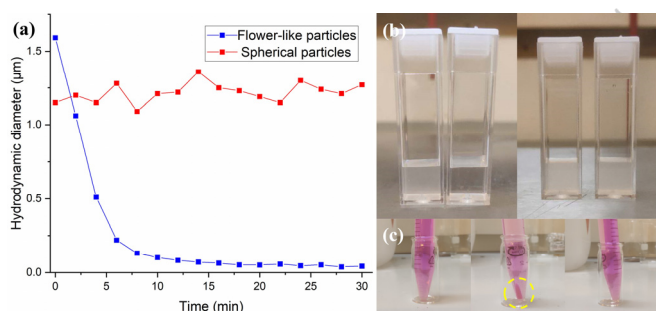 (a)
Flower-like particles
Spherical particles
Hydrodynamic diameter (μm)
1.5
1.0
0.5
0.0
0 5 10 15 20 25 30
Time (min)
(b)
(c)